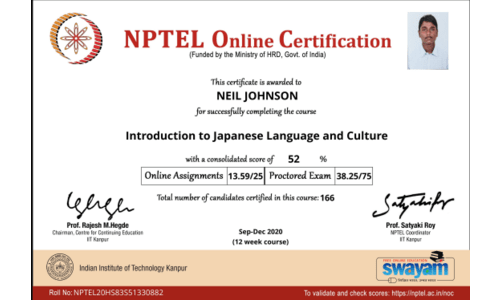 NPTEL Online Certification
(Funded by the Ministry of HRD, Govt. of India)
This certificate is awarded to
NEIL JOHNSON
for successfully completing the course
Introduction to Japanese Language and Culture
with a consolidated score of 52 %
Online Assignments 13.59/25 Proctored Exam 38.25/75
Total number of candidates certified in this course: 166
Prof. Rajesh M.Hegde
Chairman, Centre for Continuing Education
IIT Kanpur
Sep-Dec 2020
(12 week course)
Prof. Satyaki Roy
NPTEL Coordinator
IIT Kanpur
Indian Institute of Technology Kanpur
FREE ONLINE EDUCATION
swayam
Roll No: NPTEL20HS83S51330882
To validate and check scores: https://nptel.ac.in/noc